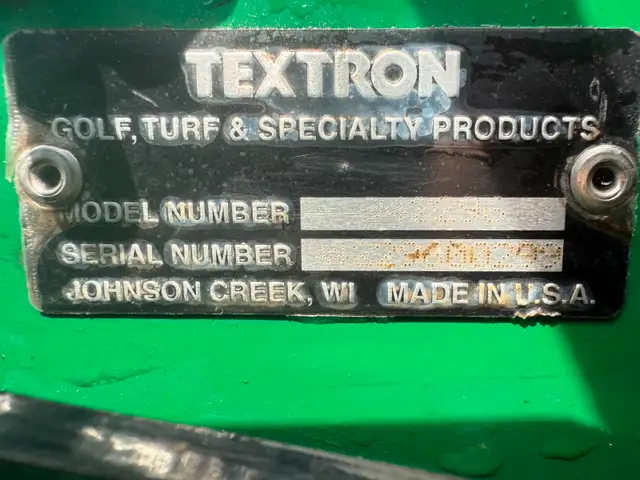 TEXTRON
GOLF, TURF & SPECIALTY PRODUCTS
MODEL NUMBER
SERIAL NUMBER
JOHNSON CREEK, WI MADE IN U.S.A.